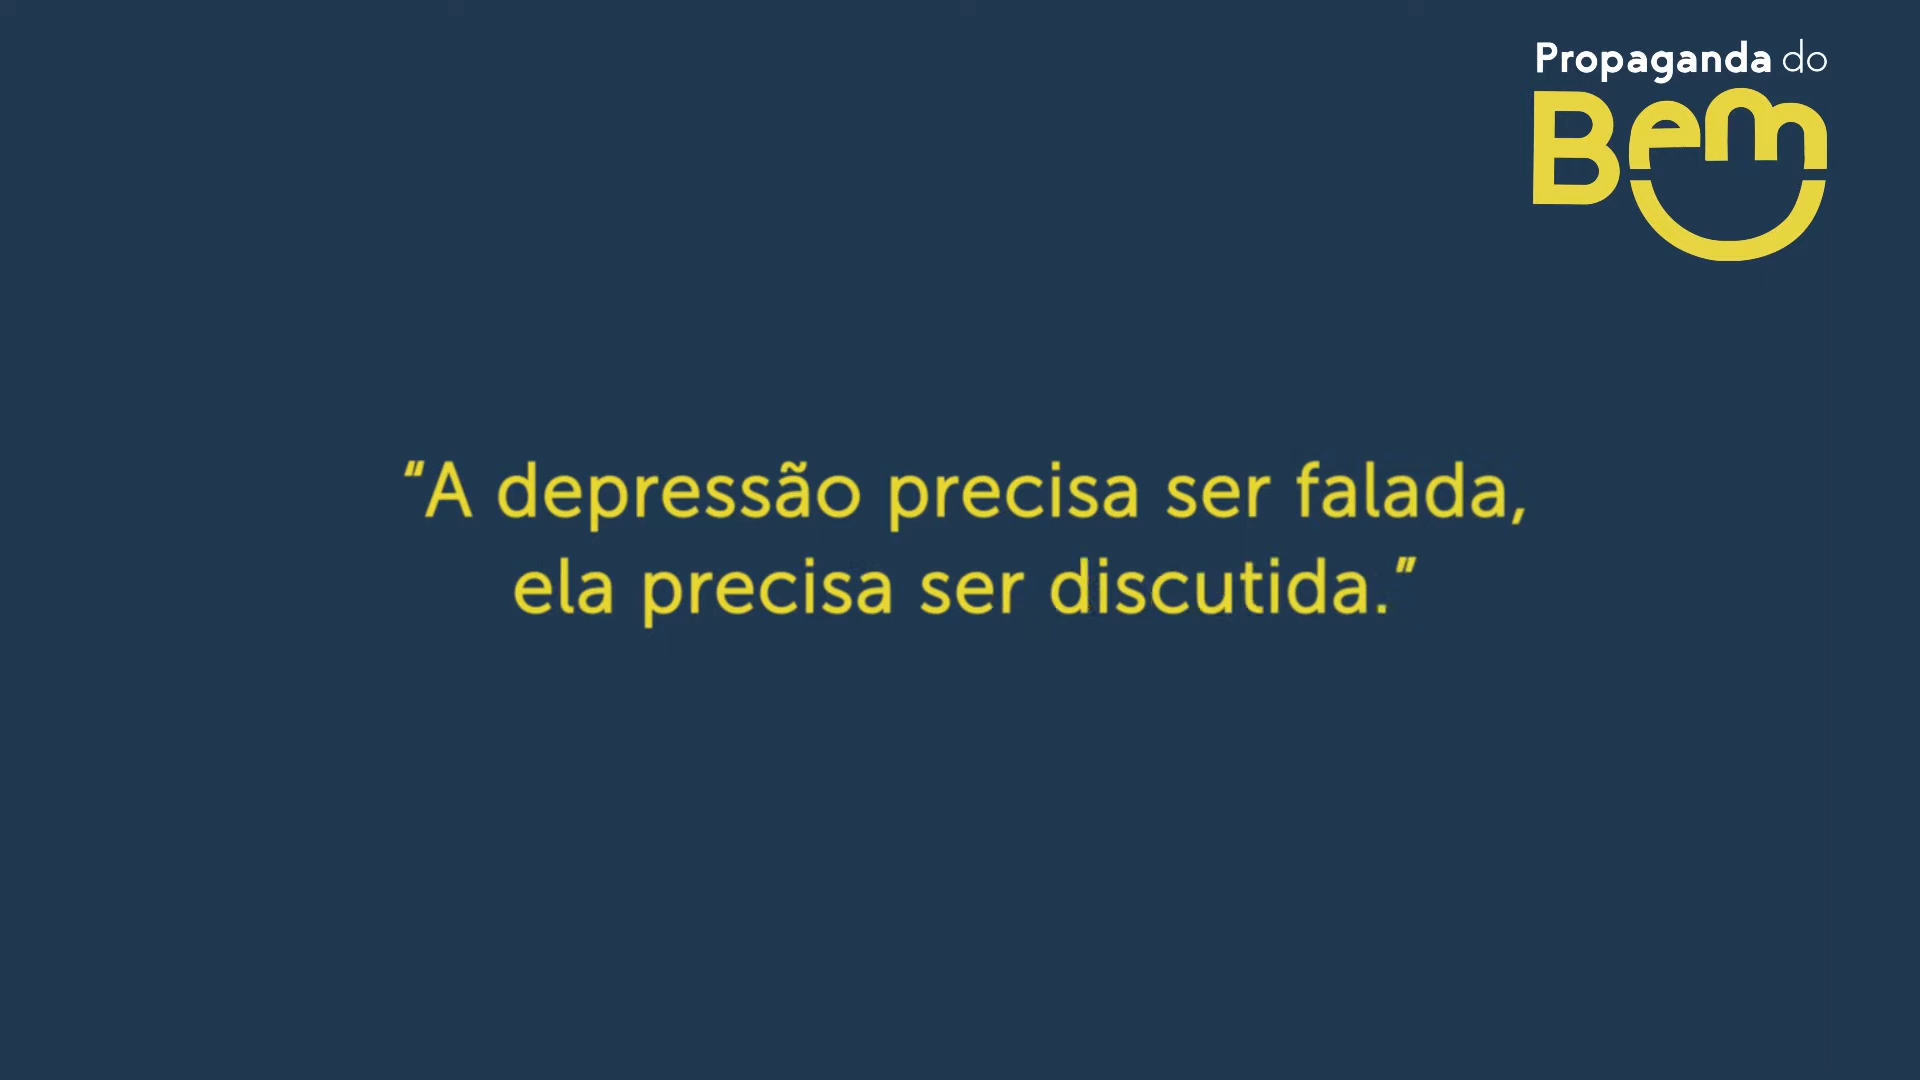 Propaganda do
Bem
“A depressão precisa ser falada,
ela precisa ser discutida.”